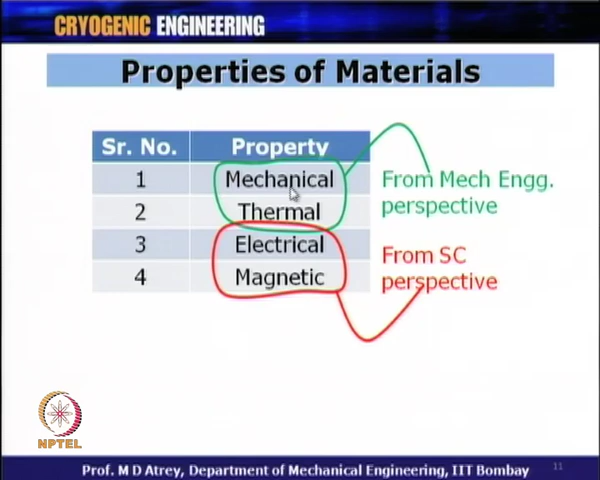 CRYOGENIC ENGINEERING
Properties of Materials
Sr. No. Property
1 Mechanical
2 Thermal
3 Electrical
4 Magnetic
From Mech Engg.
perspective
From SC
perspective
NPTEL
Prof. M D Atrey, Department of Mechanical Engineering, IIT Bombay 11